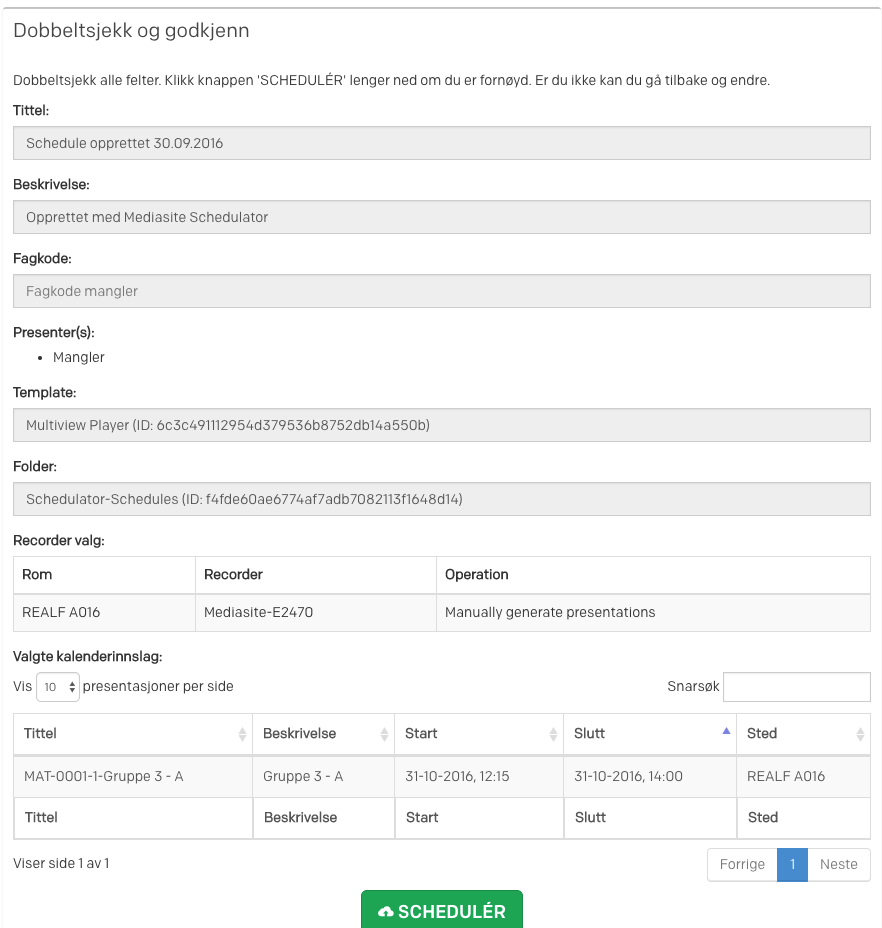 Dobbeltsjekk og godkjenn
Dobbeltsjekk alle felter. Klikk knappen 'SCHEDULÉR' lenger ned om du er fornøyd. Er du ikke kan du gå tilbake og endre.
Tittel:
Schedule opprettet 30.09.2016
Beskrivelse:
Opprettet med Mediasite Schedulator
Fagkode:
Fagkode mangler
Presenter(s):
• Mangler
Template:
Multiview Player (ID: 6c3c491112954d379536b8752db14a550b)
Folder:
Schedulator-Schedules (ID: f4fde60ae6774af7adb7082113f1648d14)
Recorder valg:
Rom Recorder Operation
REALF A016 Mediasite-E2470 Manually generate presentations
Valgte kalenderinnslag:
Vis 10 presentasjoner per side Snarsøk
Tittel Beskrivelse Start Slutt Sted
MAT-0001-1-Gruppe 3 - A Gruppe 3 - A 31-10-2016, 12:15 31-10-2016, 14:00 REALF A016
Tittel Beskrivelse Start Slutt Sted
Viser side 1 av 1 Forrige 1 Neste
SCHEDULÉR